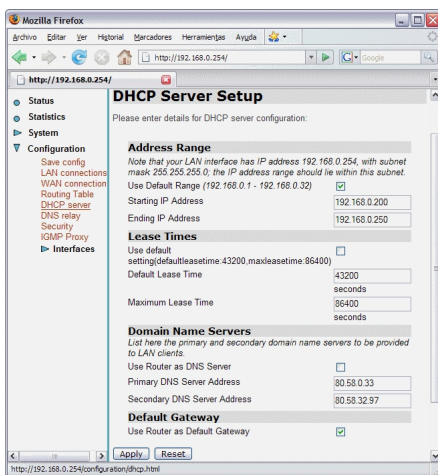 Mozilla Firefox
Archivo Editar Ver Historial Marcadores Herramientas Ayuda
http://192.168.0.254/
Google
http://192.168.0.254/
Status
Statistics
System
Configuration
Save config
LAN connections
WAN connection
Routing Table
DHCP server
DNS relay
Security
IGMP Proxy
Interfaces
DHCP Server Setup
Please enter details for DHCP server configuration:
Address Range
Note that your LAN interface has IP address 192.168.0.254, with subnet
mask 255.255.255.0; the IP address range should lie within this subnet.
Use Default Range (192.168.0.1 - 192.168.0.32)
Starting IP Address 192.168.0.200
Ending IP Address 192.168.0.250
Lease Times
Use default
setting(defaultleasetime:43200,maxleasetime:86400)
Default Lease Time 43200
seconds
Maximum Lease Time 86400
seconds
Domain Name Servers
List here the primary and secondary domain name servers to be provided
to LAN clients.
Use Router as DNS Server
Primary DNS Server Address 80.58.0.33
Secondary DNS Server Address 80.58.32.97
Default Gateway
Use Router as Default Gateway
Apply Reset
http://192.168.0.254/configuration/dhcp.html